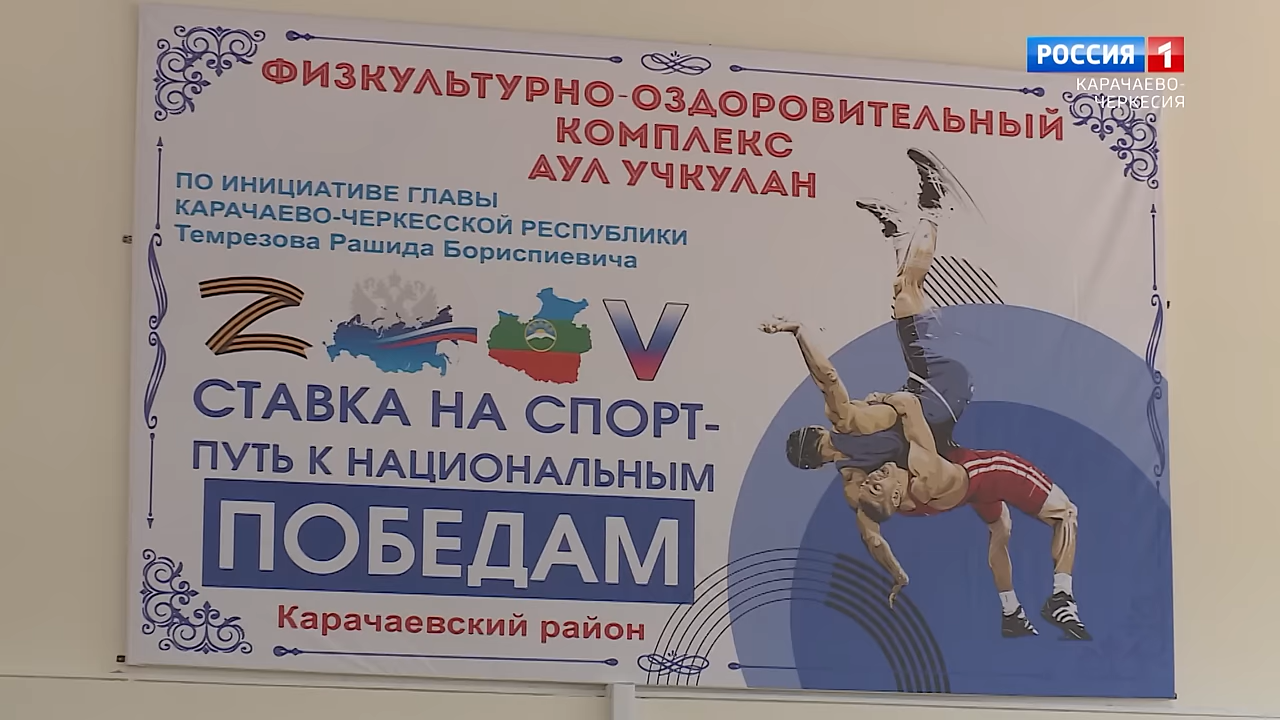 РОССИЯ 1
КАРАЧАЕВО-
ЧЕРКЕСИЯ
ФИЗКУЛЬТУРНО-ОЗДОРОВИТЕЛЬНЫЙ
КОМПЛЕКС
АУЛ УЧКУЛАН
ПО ИНИЦИАТИВЕ ГЛАВЫ
КАРАЧАЕВО-ЧЕРКЕССКОЙ РЕСПУБЛИКИ
Темрезова Рашида Бориспиевича
Z V
СТАВКА НА СПОРТ-
ПУТЬ К НАЦИОНАЛЬНЫМ
ПОБЕДАМ
Карачаевский район